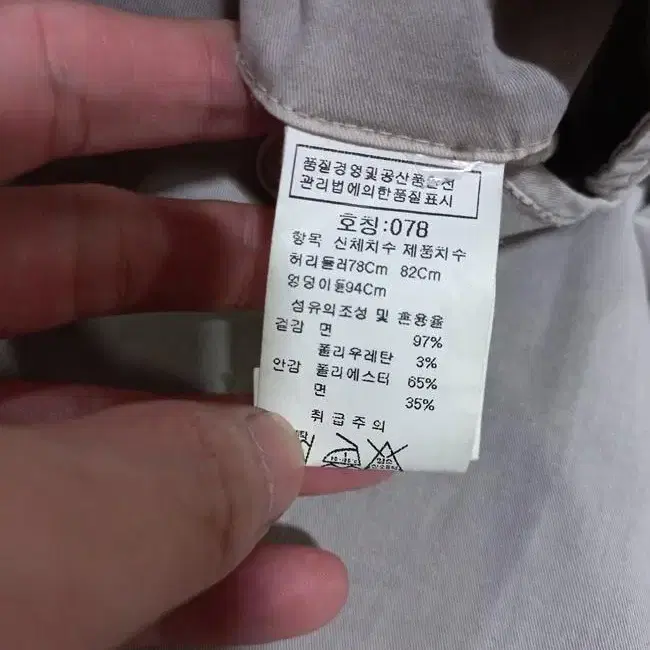 품질경영및공산품안전
관리법에의한품질표시
호칭:078
항목 신체치수 제품치수
허리둘레78Cm 82Cm
엉덩이둘94Cm
섬유의조성 및 혼용율
겉감 면 97%
폴리우레탄 3%
안감 폴리에스터 65%
면 35%
취급주의